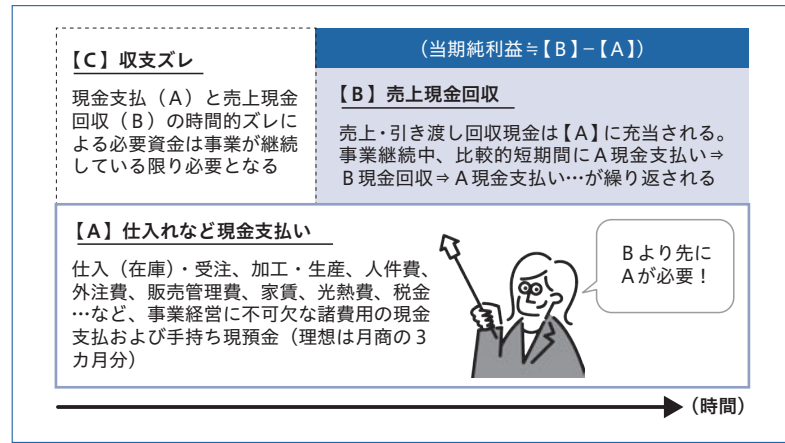 【C】収支ズレ
現金支払（A）と売上現金
回収（B）の時間的ズレに
よる必要資金は事業が継続
している限り必要となる
（当期純利益≒【B】−【A】）
【B】売上現金回収
売上・引き渡し回収現金は【A】に充当される。
事業継続中、比較的短期間にA現金支払い⇒
B現金回収⇒A現金支払い…が繰り返される
【A】仕入れなど現金支払い
仕入（在庫）・受注、加工・生産、人件費、
外注費、販売管理費、家賃、光熱費、税金
…など、事業経営に不可欠な諸費用の現金
支払および手持ち現預金（理想は月商の3
カ月分）
Bより先に
Aが必要！
（時間）